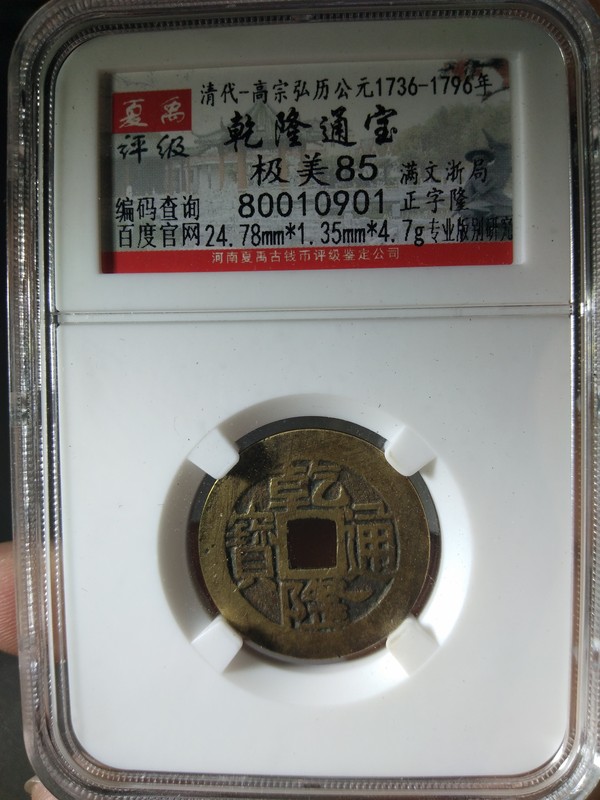 清代-高宗弘历公元1736-1796年
夏禹
评级
乾隆通宝
极美85
满文浙局
编码查询
80010901
正字隆
百度官网
24.78mm*1.35mm*4.7g
专业版别研究
河南夏禹古钱币评级鉴定公司
乾隆通寶